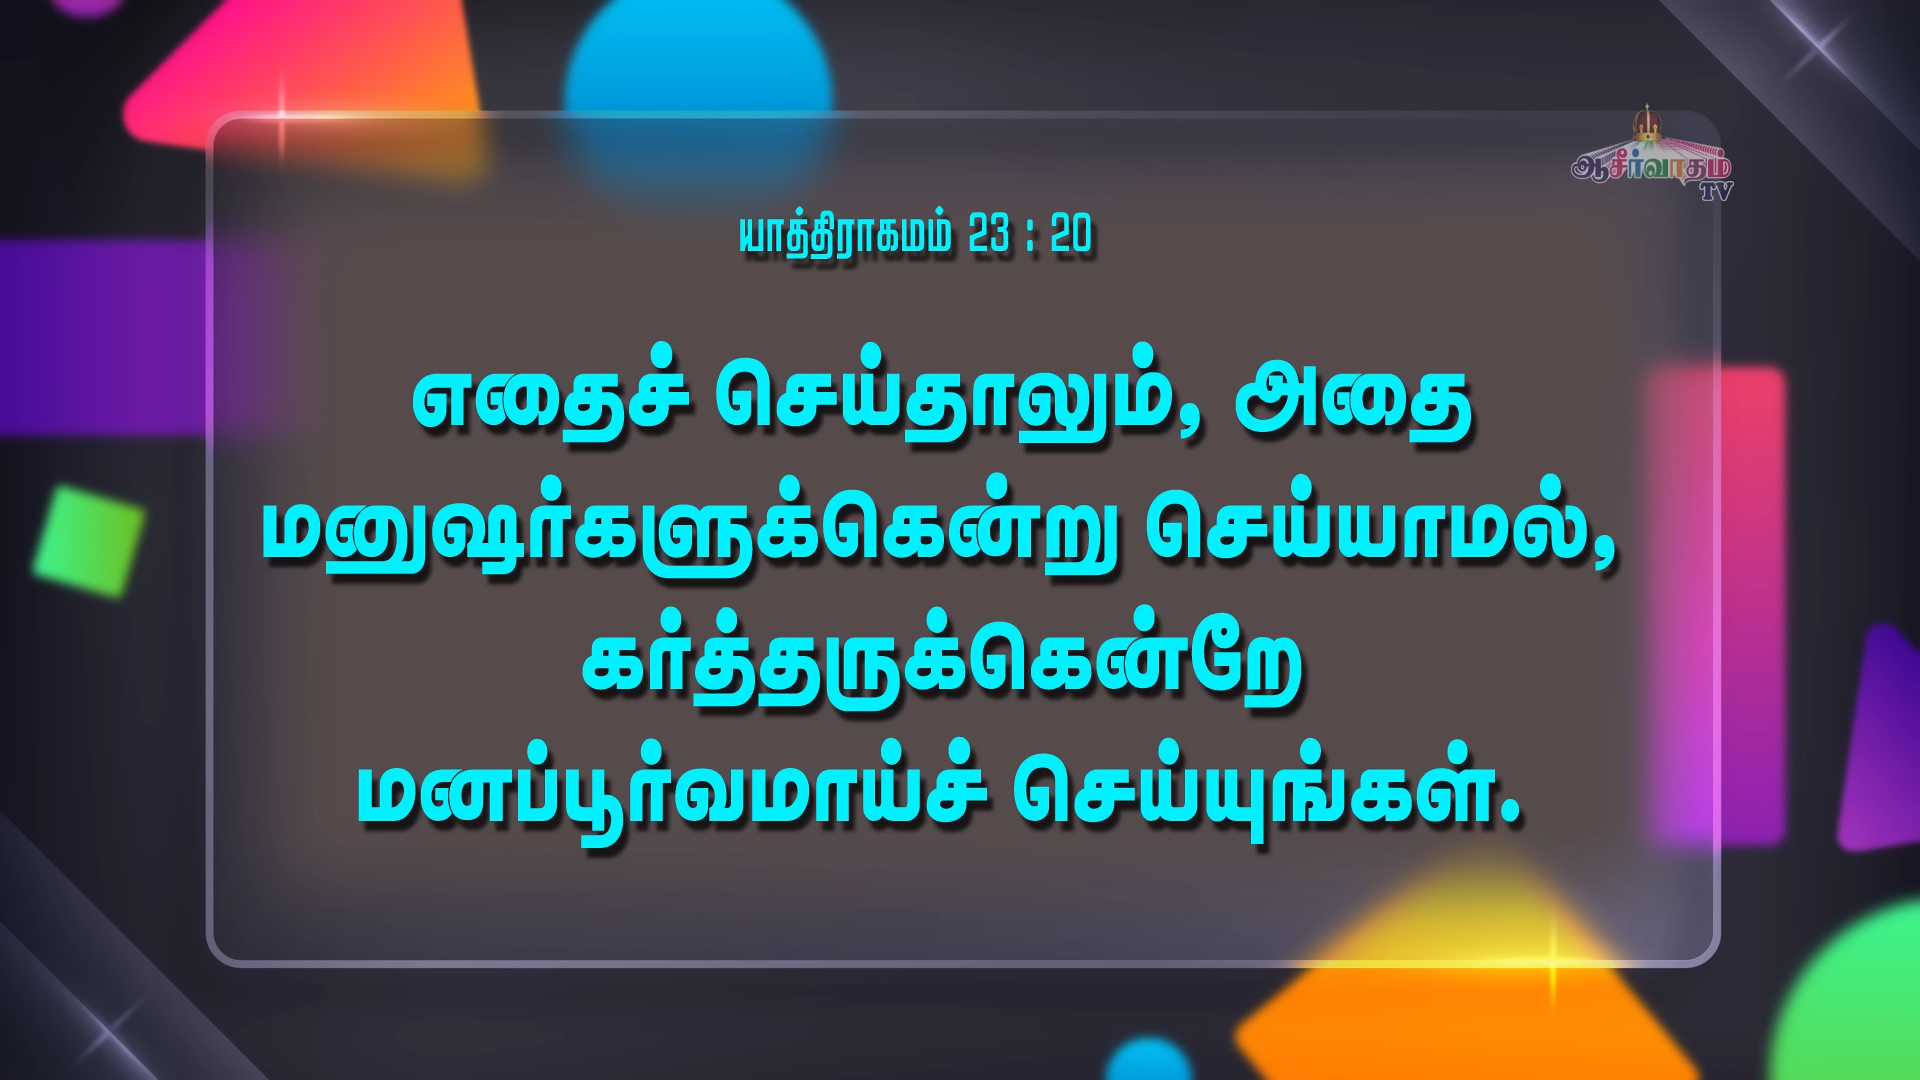 ஆசீர்வாதம்
TV
யாத்திராகமம் 23 : 20
எதைச் செய்தாலும், அதை
மனுஷர்களுக்கென்று செய்யாமல்,
கர்த்தருக்கென்றே
மனப்பூர்வமாய்ச் செய்யுங்கள்.